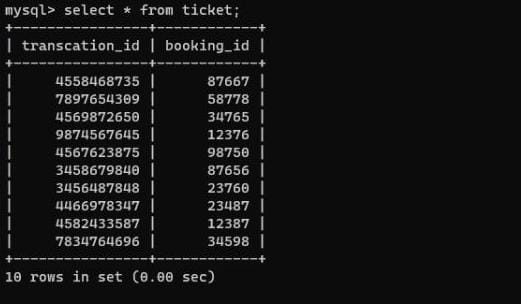 mysql> select * from ticket;
+----------------+------------+
| transcation_id | booking_id |
+----------------+------------+
|     4558468735 |      87667 |
|     7897654309 |      58778 |
|     4569872650 |      34765 |
|     9874567645 |      12376 |
|     4567623875 |      98750 |
|     3458679840 |      87656 |
|     3456487848 |      23760 |
|     4466978347 |      23487 |
|     4582433587 |      12387 |
|     7834764696 |      34598 |
+----------------+------------+
10 rows in set (0.00 sec)